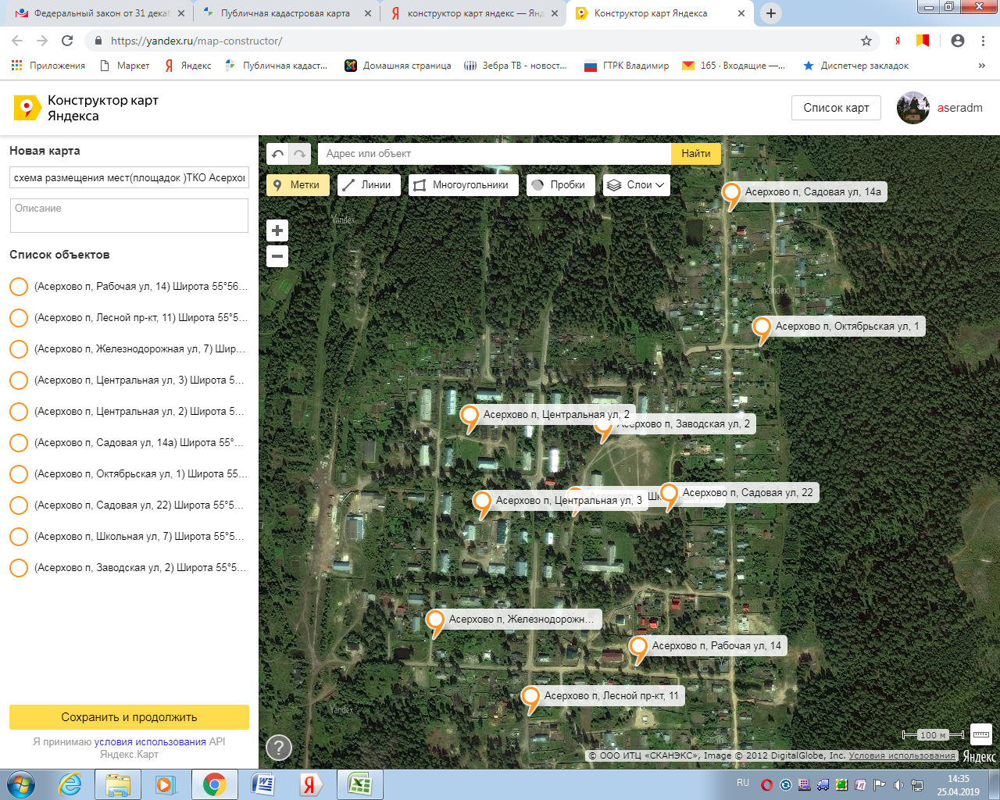 Федеральный закон от 31 дека
Публичная кадастровая карта
конструктор карт яндекс — Янд
Конструктор карт Яндекса
https://yandex.ru/map-constructor/
Приложения
Маркет
Яндекс
Публичная кадаст...
Домашняя страница
Зебра ТВ - новост...
ГТРК Владимир
165 · Входящие —...
Диспетчер закладок
»
Конструктор карт
Яндекса
Список карт
aseradm
Новая карта
схема размещения мест(площадок )ТКО Асерхов
Описание
Список объектов
(Асерхово п, Рабочая ул, 14) Широта 55°56...
(Асерхово п, Лесной пр-кт, 11) Широта 55°5...
(Асерхово п, Железнодорожная ул, 7) Шир...
(Асерхово п, Центральная ул, 3) Широта 5...
(Асерхово п, Центральная ул, 2) Широта 5...
(Асерхово п, Садовая ул, 14а) Широта 55°...
(Асерхово п, Октябрьская ул, 1) Широта 55...
(Асерхово п, Садовая ул, 22) Широта 55°5...
(Асерхово п, Школьная ул, 7) Широта 55°5...
(Асерхово п, Заводская ул, 2) Широта 55°5...
Сохранить и продолжить
Я принимаю условия использования API
Яндекс.Карт
Адрес или объект
Найти
Метки
Линии
Многоугольники
Пробки
Слои
Асерхово п, Садовая ул, 14а
Yandex
Yandex
Асерхово п, Октябрьская ул, 1
Асерхово п, Центральная ул, 2
Асерхово п, Заводская ул, 2
Асерхово п, Садовая ул, 22
Асерхово п, Центральная ул, 3
Асерхово п, Железнодорожн...
Асерхово п, Рабочая ул, 14
Yandex
Асерхово п, Лесной пр-кт, 11
Yandex
100 м
?
© ООО ИТЦ «СКАНЭКС», Image © 2012 DigitalGlobe, Inc. Условия использования
Яндекс
RU
14:35
25.04.2019